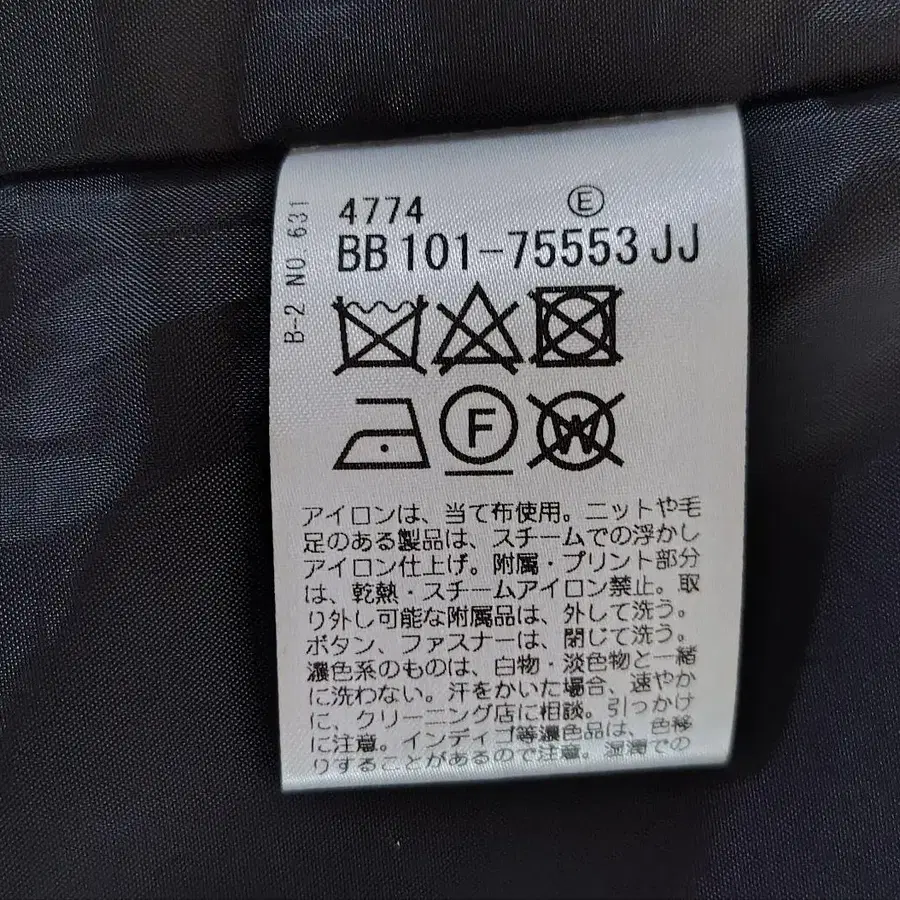 B-2 NO 631
4774 Ⓔ
BB101-75553JJ
F
W
アイロンは、当て布使用。ニットや毛
足のある製品は、スチームでの浮かし
アイロン仕上げ。附属・プリント部分
は、乾熱・スチームアイロン禁止。取
り外し可能な附属品は、外して洗う。
ボタン、ファスナーは、閉じて洗う。
濃色系のものは、白物・淡色物と一緒
に洗わない。汗をかいた場合、速やか
に、クリーニング店に相談。引っかけ
に注意。インディゴ等濃色品は、色移
りすることがあるので注意。湿潤での